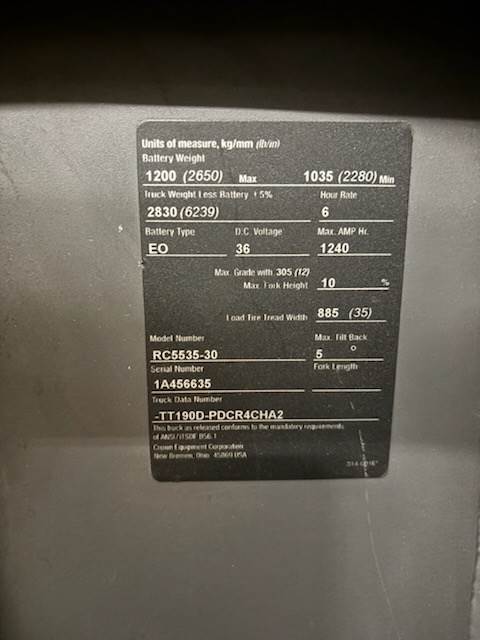 Units of measure, kg/mm (lb/in)
Battery Weight
1200 (2650) Max 1035 (2280) Min
Truck Weight Less Battery ± 5% Hour Rate
2830 (6239) 6
Battery Type D.C. Voltage Max. AMP Hr.
EO 36 1240
Max. Grade with 305 (12)
Max. Fork Height 10 %
Load Tire Tread Width 885 (35)
Model Number Max. Tilt Back
RC5535-30 5 °
Serial Number Fork Length
1A456635
Truck Data Number
-TT190D-PDCR4CHA2
This truck as released conforms to the mandatory requirements
of ANSI/ITSDF B56.1
Crown Equipment Corporation
New Bremen, Ohio 45869 USA